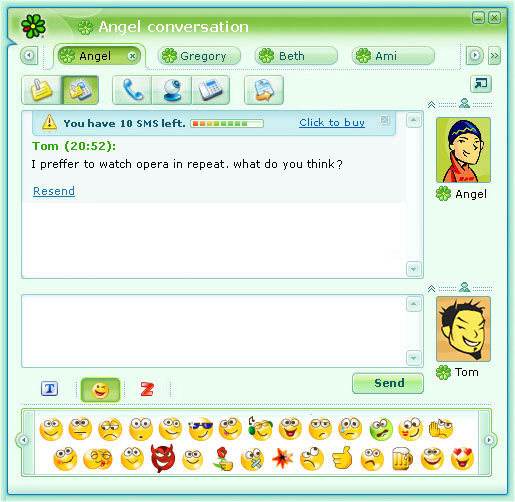 Angel conversation
Angel Gregory Beth Ami
You have 10 SMS left. Click to buy
Tom (20:52):
I preffer to watch opera in repeat. what do you think?
Resend
Angel
Tom
T Z Send